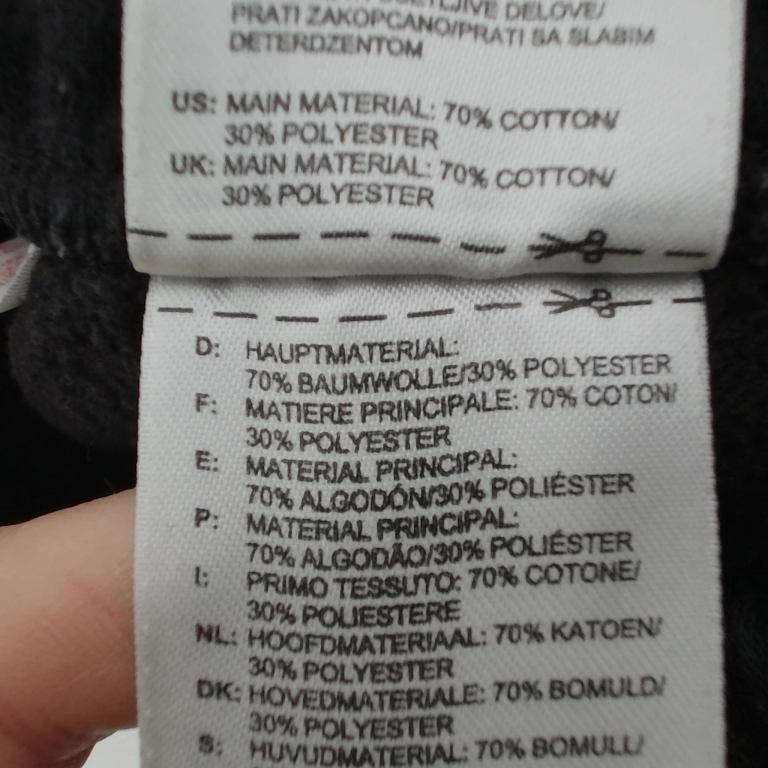 DELOVE/
PRATI ZAKOPCANO/PRATI SA SLABIM
DETERDZENTOM
US: MAIN MATERIAL: 70% COTTON/
30% POLYESTER
UK: MAIN MATERIAL: 70% COTTON/
30% POLYESTER
D: HAUPTMATERIAL:
70% BAUMWOLLE/30% POLYESTER
F: MATIERE PRINCIPALE: 70% COTON/
30% POLYESTER
E: MATERIAL PRINCIPAL:
70% ALGODÓN/30% POLIÉSTER
P: MATERIAL PRINCIPAL:
70% ALGODÃO/30% POLIÉSTER
I: PRIMO TESSUTO: 70% COTONE/
30% POLIESTERE
NL: HOOFDMATERIAAL: 70% KATOEN/
30% POLYESTER
DK: HOVEDMATERIALE: 70% BOMULD/
30% POLYESTER
S: HUVUDMATERIAL: 70% BOMULL/